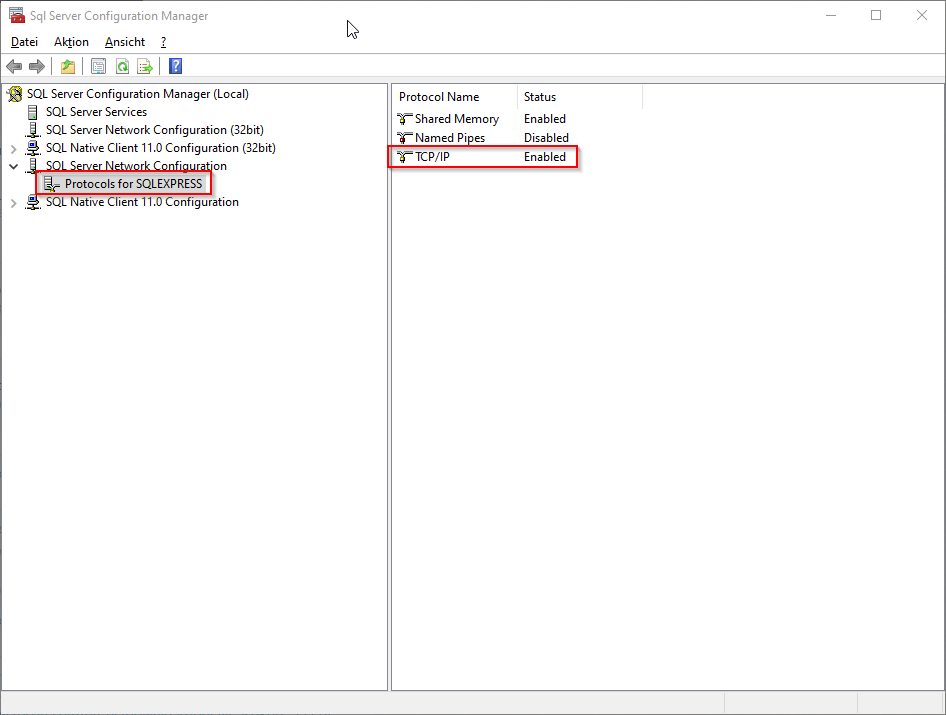 Sql Server Configuration Manager
Datei Aktion Ansicht ?
SQL Server Configuration Manager (Local)
SQL Server Services
SQL Server Network Configuration (32bit)
SQL Native Client 11.0 Configuration (32bit)
SQL Server Network Configuration
Protocols for SQLEXPRESS
SQL Native Client 11.0 Configuration
Protocol Name Status
Shared Memory Enabled
Named Pipes Disabled
TCP/IP Enabled